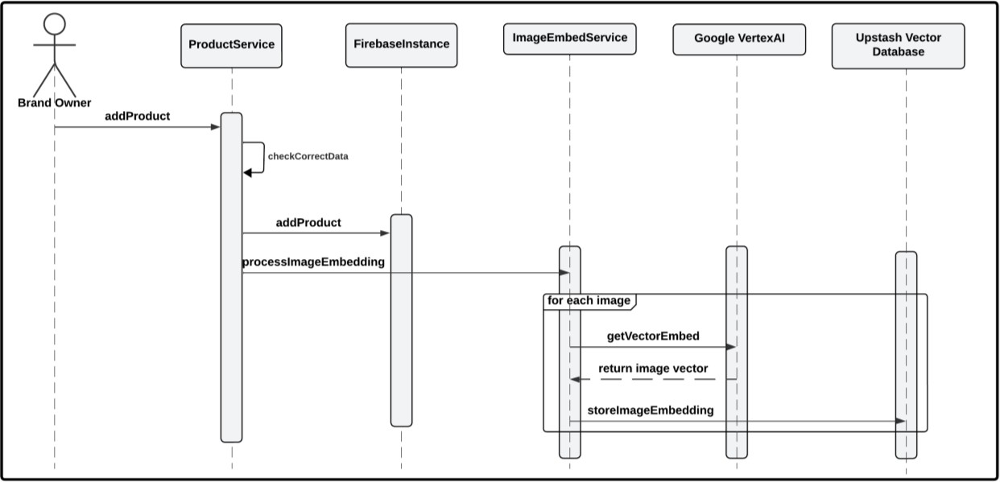 ProductService
FirebaseInstance
ImageEmbedService
Google VertexAI
Upstash Vector
Database
Brand Owner
addProduct
checkCorrectData
addProduct
processImageEmbedding
for each image
getVectorEmbed
return image vector
storeImageEmbedding